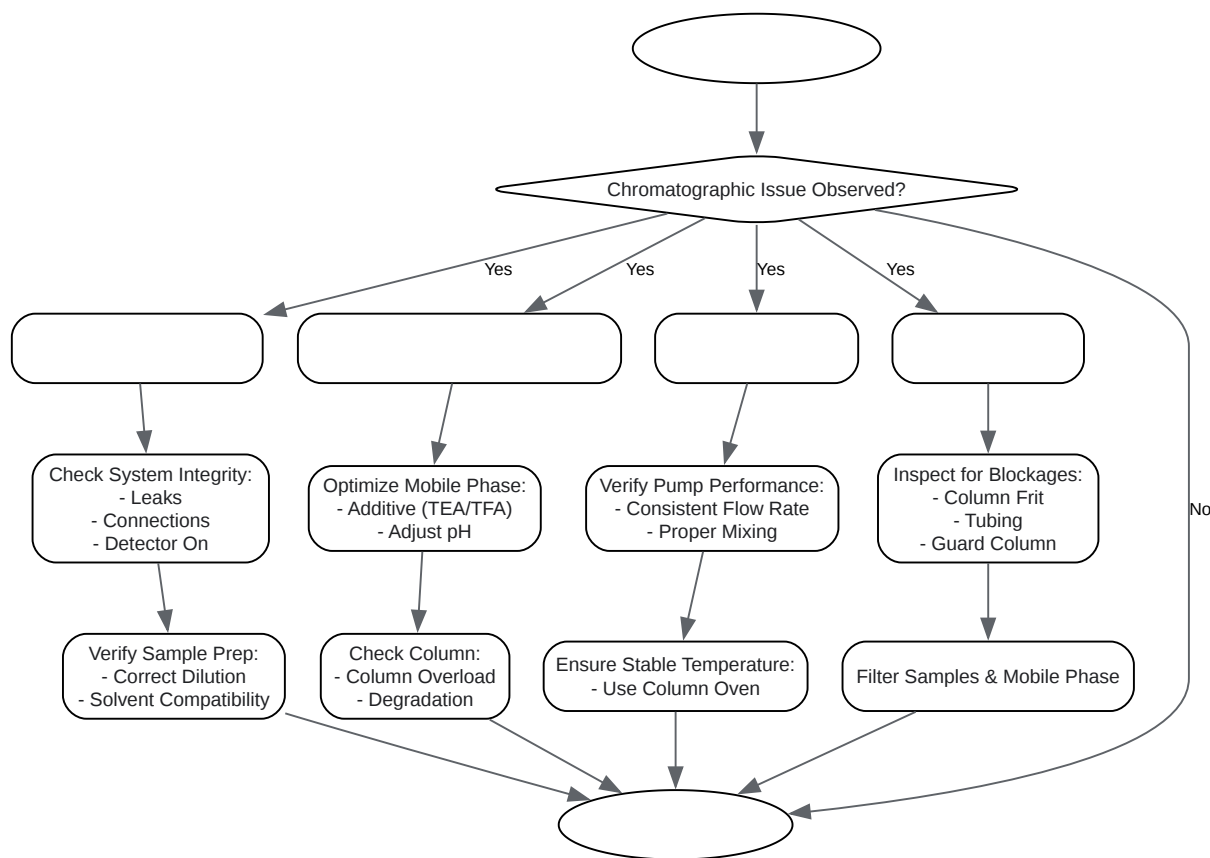 Chromatographic Issue Observed?
Yes
Yes
Yes
Yes
No
Check System Integrity:
- Leaks
- Connections
- Detector On
Optimize Mobile Phase:
- Additive (TEA/TFA)
- Adjust pH
Verify Pump Performance:
- Consistent Flow Rate
- Proper Mixing
Inspect for Blockages:
- Column Frit
- Tubing
- Guard Column
Verify Sample Prep:
- Correct Dilution
- Solvent Compatibility
Check Column:
- Column Overload
- Degradation
Ensure Stable Temperature:
- Use Column Oven
Filter Samples & Mobile Phase